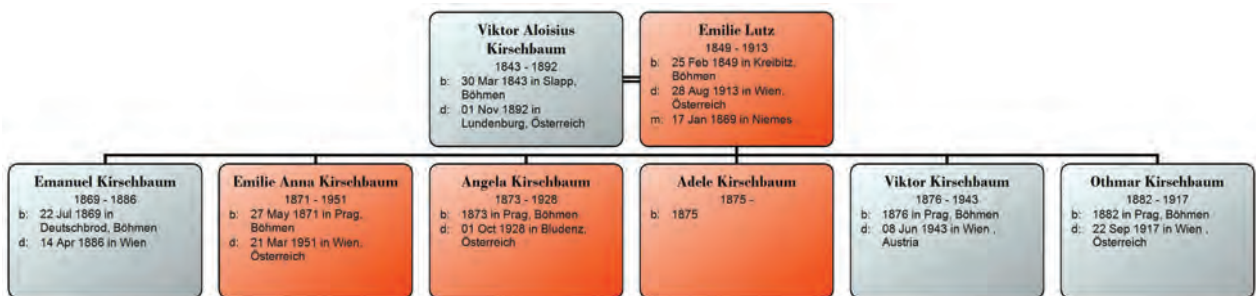 Viktor Aloisius
Kirschbaum
1843 - 1892
b: 30 Mar 1843 in Slapp,
Böhmen
d: 01 Nov 1892 in
Lundenburg, Österreich
Emilie Lutz
1849 - 1913
b: 25 Feb 1849 in Kreibitz,
Böhmen
d: 28 Aug 1913 in Wien,
Österreich
m: 17 Jan 1869 in Niemes
Emanuel Kirschbaum
1869 - 1886
b: 22 Jul 1869 in
Deutschbrod, Böhmen
d: 14 Apr 1886 in Wien
Emilie Anna Kirschbaum
1871 - 1951
b: 27 May 1871 in Prag,
Böhmen
d: 21 Mar 1951 in Wien,
Österreich
Angela Kirschbaum
1873 - 1928
b: 1873 in Prag, Böhmen
d: 01 Oct 1928 in Bludenz,
Österreich
Adele Kirschbaum
1875 -
b: 1875
Viktor Kirschbaum
1876 - 1943
b: 1876 in Prag, Böhmen
d: 08 Jun 1943 in Wien ,
Austria
Othmar Kirschbaum
1882 - 1917
b: 1882 in Prag, Böhmen
d: 22 Sep 1917 in Wien ,
Österreich